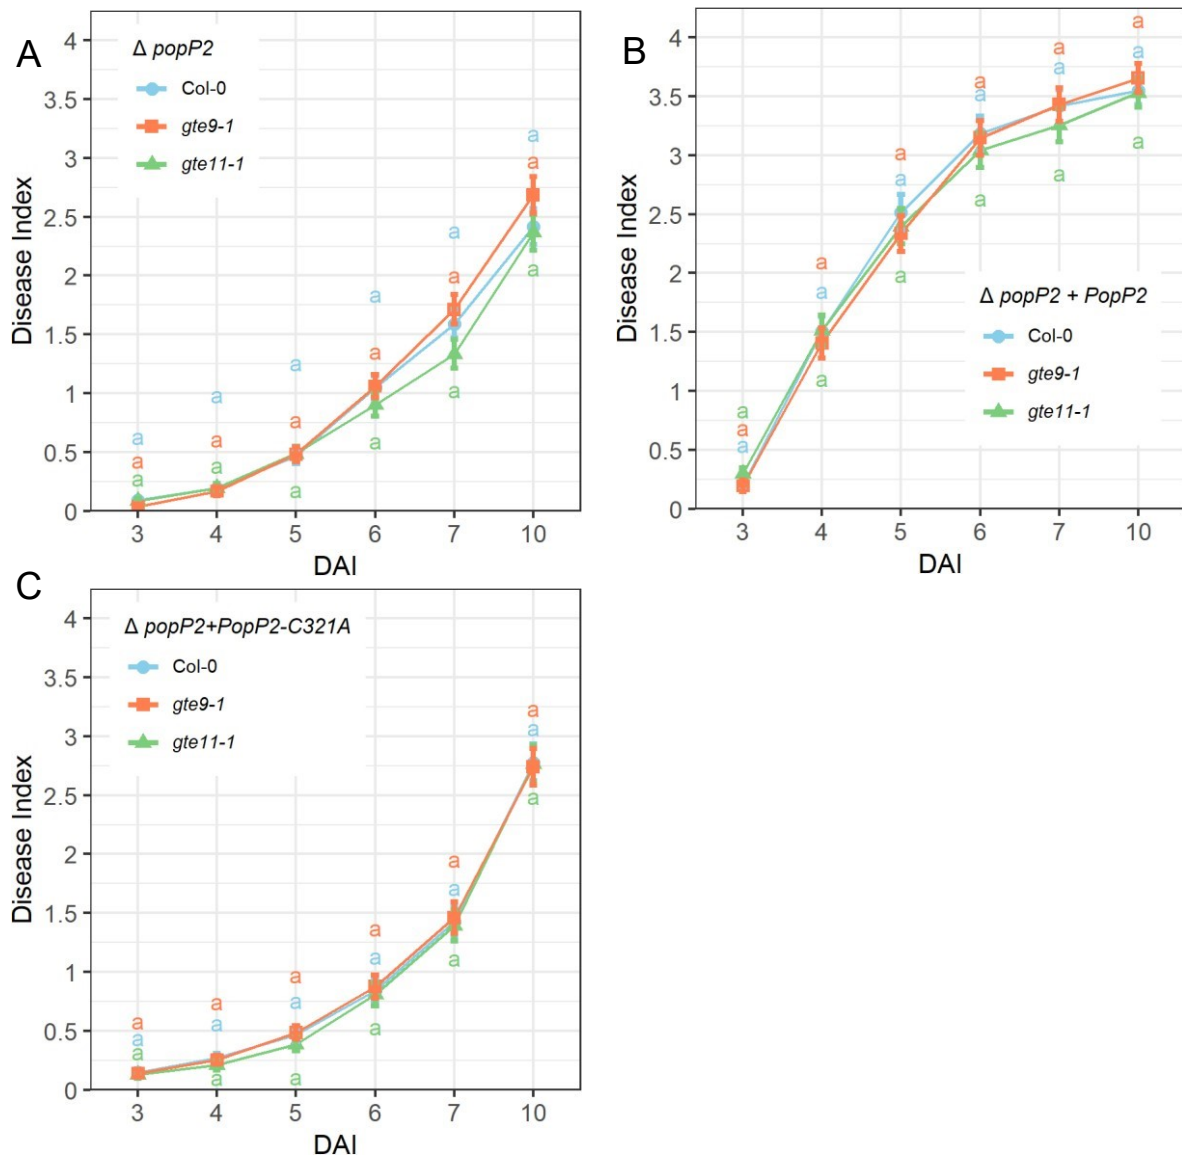 A
Δ popP2
Col-0
gte9-1
gte11-1
4
3.5
3
2.5
2
1.5
1
0.5
0
Disease Index
a a a a a a
a a a a a a
a a a a a a
3 4 5 6 7 10
DAI
B
4
3.5
3
2.5
2
1.5
1
0.5
0
Disease Index
a a a a a a
a a a a a a
a a a a a a
Δ popP2 + PopP2
Col-0
gte9-1
gte11-1
3 4 5 6 7 10
DAI
C
Δ popP2+PopP2-C321A
Col-0
gte9-1
gte11-1
4
3.5
3
2.5
2
1.5
1
0.5
0
Disease Index
a a a a a a
a a a a a a
a a a a a a
3 4 5 6 7 10
DAI